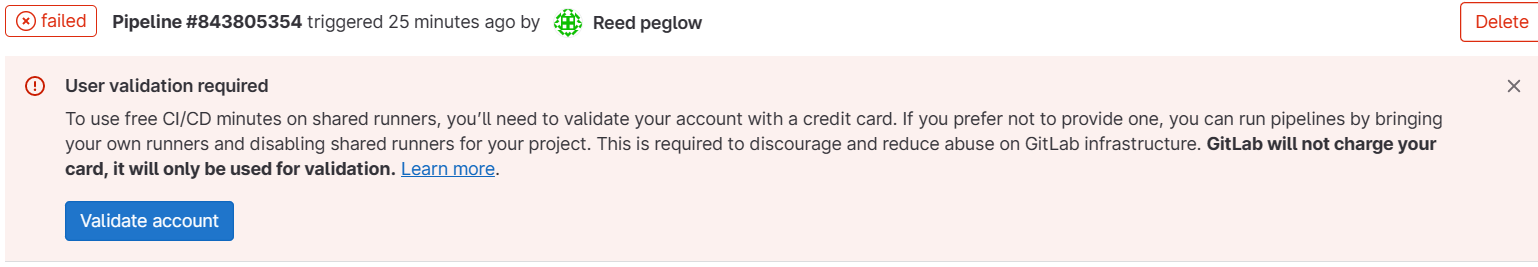 failed Pipeline #843805354 triggered 25 minutes ago by Reed peglow Delete
User validation required
To use free CI/CD minutes on shared runners, you’ll need to validate your account with a credit card. If you prefer not to provide one, you can run pipelines by bringing
your own runners and disabling shared runners for your project. This is required to discourage and reduce abuse on GitLab infrastructure. GitLab will not charge your
card, it will only be used for validation. Learn more.
Validate account